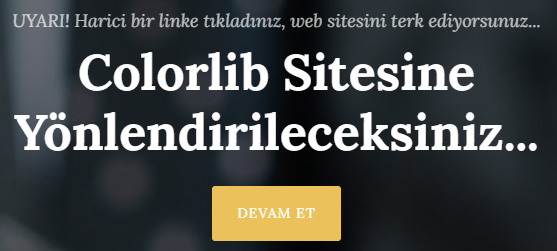 UYARI! Harici bir linke tıkladınız, web sitesini terk ediyorsunuz...
Colorlib Sitesine
Yönlendirileceksiniz...
DEVAM ET